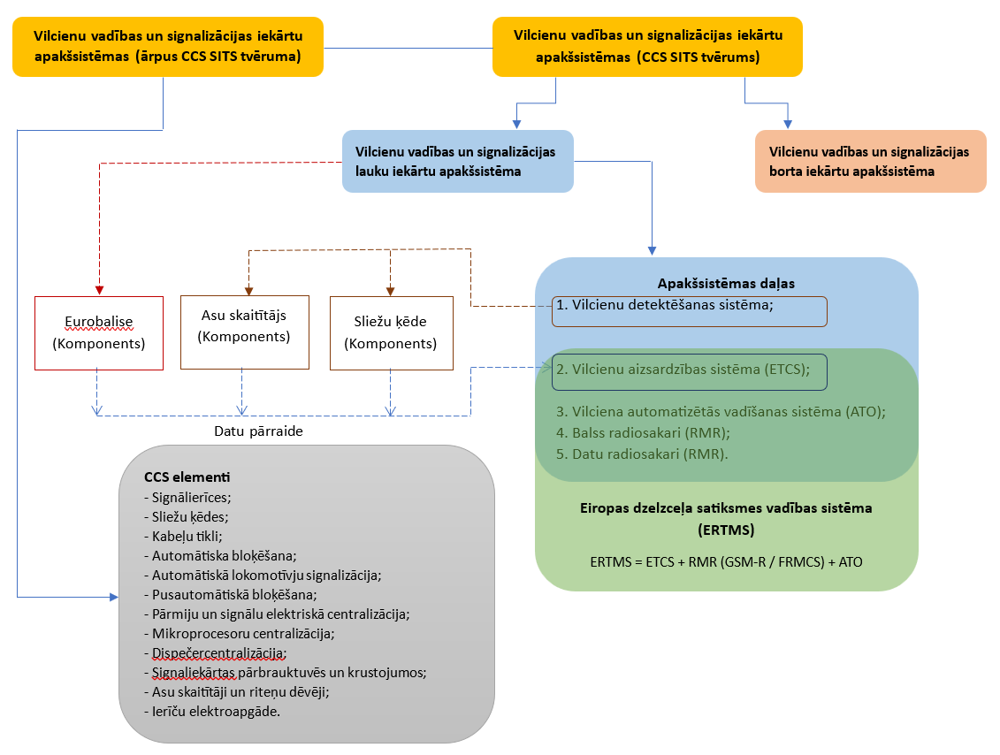 Vilcienu vadības un signalizācijas iekārtu
apakšsistēmas (ārpus CCS SITS tvēruma)
Vilcienu vadības un signalizācijas iekārtu
apakšsistēmas (CCS SITS tvērums)
Vilcienu vadības un signalizācijas
lauku iekārtu apakšsistēma
Vilcienu vadības un signalizācijas
borta iekārtu apakšsistēma
Eurobalise
(Komponents)
Asu skaitītājs
(Komponents)
Sliežu ķēde
(Komponents)
Apakšsistēmas daļas
1. Vilcienu detektēšanas sistēma;
2. Vilcienu aizsardzības sistēma (ETCS);
3. Vilciena automatizētās vadīšanas sistēma (ATO);
4. Balss radiosakari (RMR);
5. Datu radiosakari (RMR).
Eiropas dzelzceļa satiksmes vadības sistēma
(ERTMS)
ERTMS = ETCS + RMR (GSM-R / FRMCS) + ATO
Datu pārraide
CCS elementi
- Signālierīces;
- Sliežu ķēdes;
- Kabeļu tīkli;
- Automātiska bloķēšana;
- Automātiskā lokomotīvju signalizācija;
- Pusautomātiskā bloķēšana;
- Pārmiju un signālu elektriskā centralizācija;
- Mikroprocesoru centralizācija;
- Dispečercentralizācija;
- Signaliekārtas pārbrauktuvēs un krustojumos;
- Asu skaitītāji un riteņu dēvēji;
- Ierīču elektroapgāde.